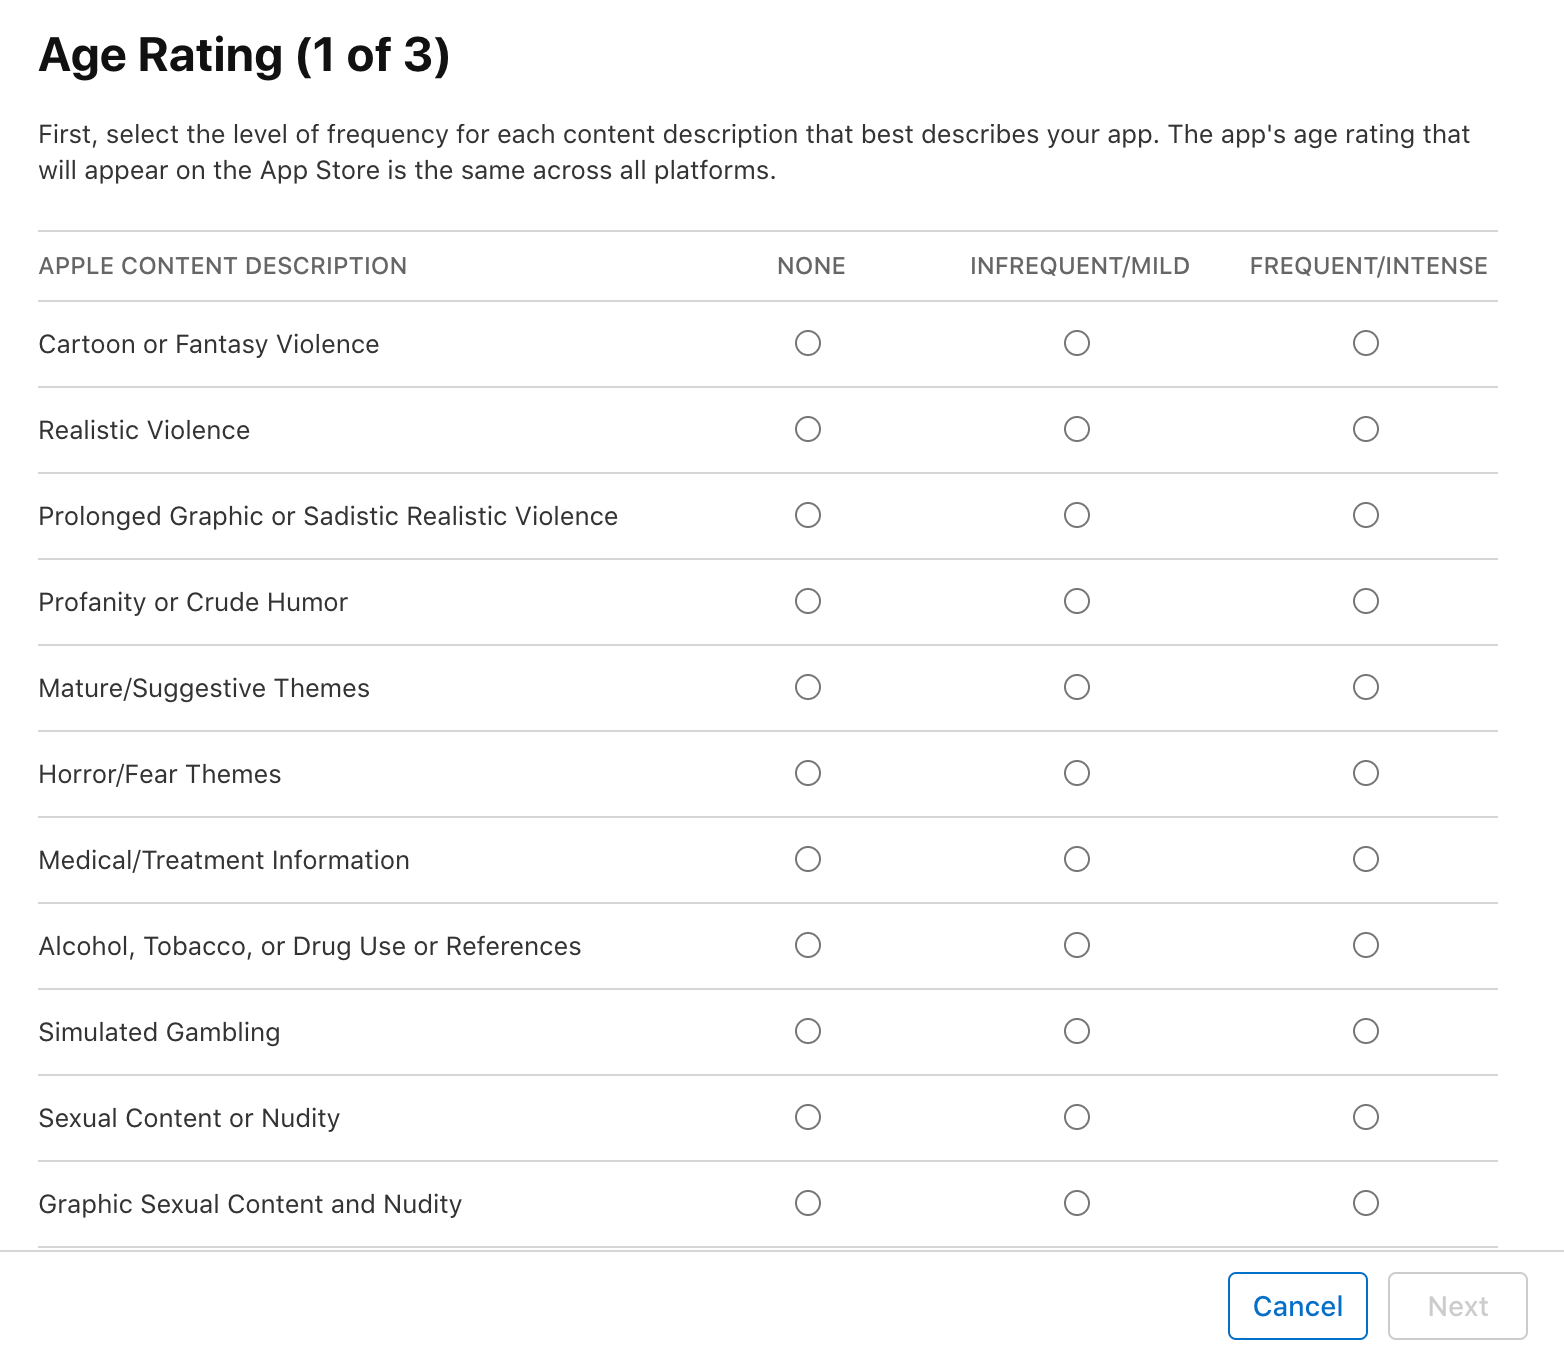 Age Rating (1 of 3)
First, select the level of frequency for each content description that best describes your app. The app's age rating that
will appear on the App Store is the same across all platforms.
APPLE CONTENT DESCRIPTION NONE INFREQUENT/MILD FREQUENT/INTENSE
Cartoon or Fantasy Violence
Realistic Violence
Prolonged Graphic or Sadistic Realistic Violence
Profanity or Crude Humor
Mature/Suggestive Themes
Horror/Fear Themes
Medical/Treatment Information
Alcohol, Tobacco, or Drug Use or References
Simulated Gambling
Sexual Content or Nudity
Graphic Sexual Content and Nudity
Cancel Next